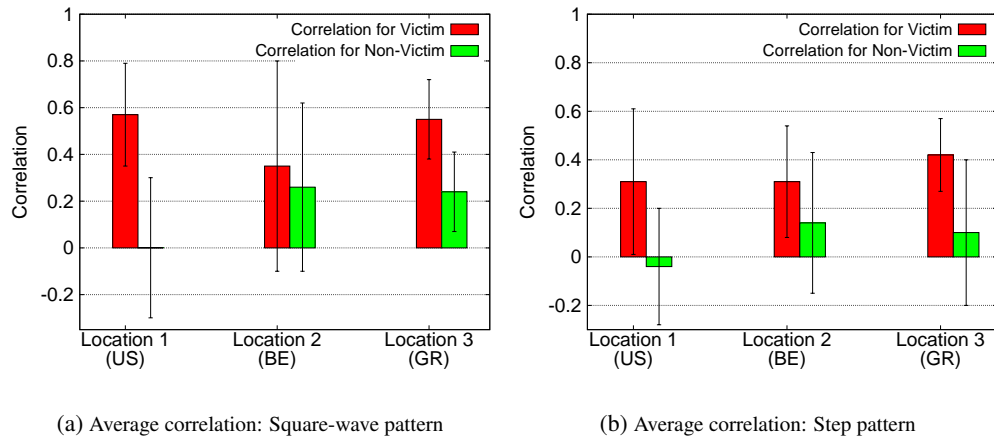 1
0.8
0.6
0.4
0.2
0
-0.2
Correlation
Correlation for Victim
Correlation for Non-Victim
Location 1
(US)
Location 2
(BE)
Location 3
(GR)
(a) Average correlation: Square-wave pattern
1
0.8
0.6
0.4
0.2
0
-0.2
Correlation
Correlation for Victim
Correlation for Non-Victim
Location 1
(US)
Location 2
(BE)
Location 3
(GR)
(b) Average correlation: Step pattern